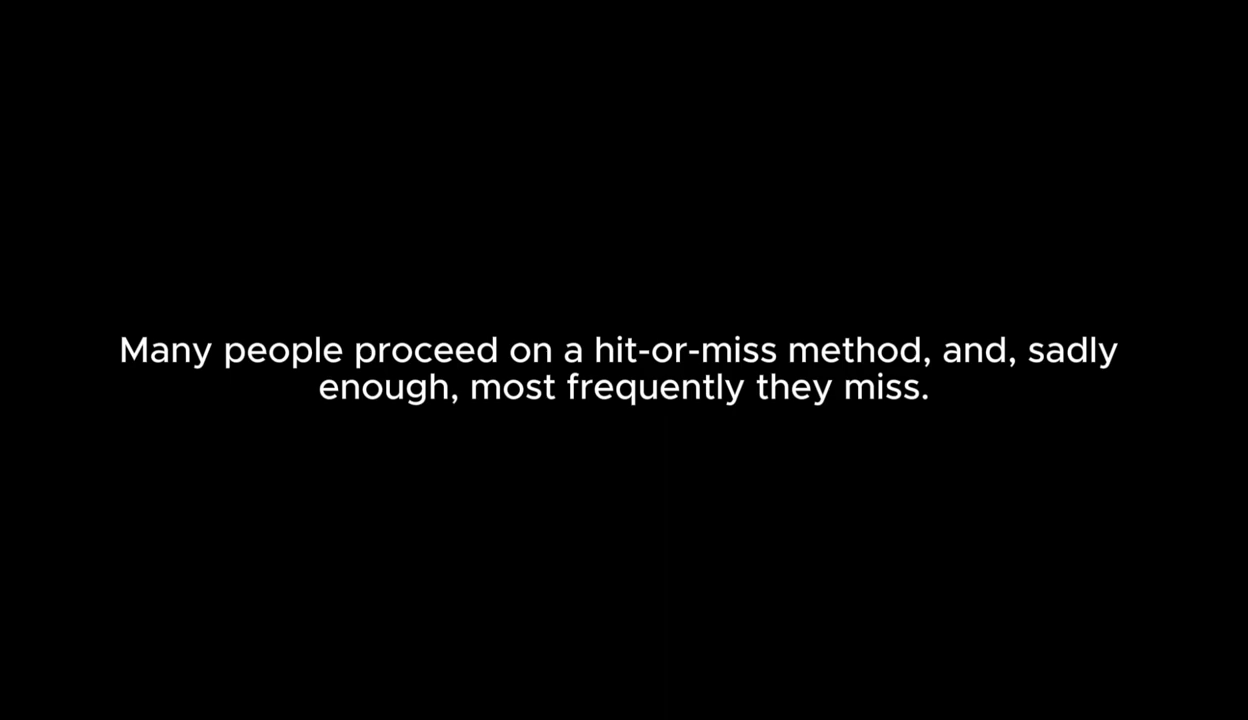 Many people proceed on a hit-or-miss method, and, sadly
enough, most frequently they miss.